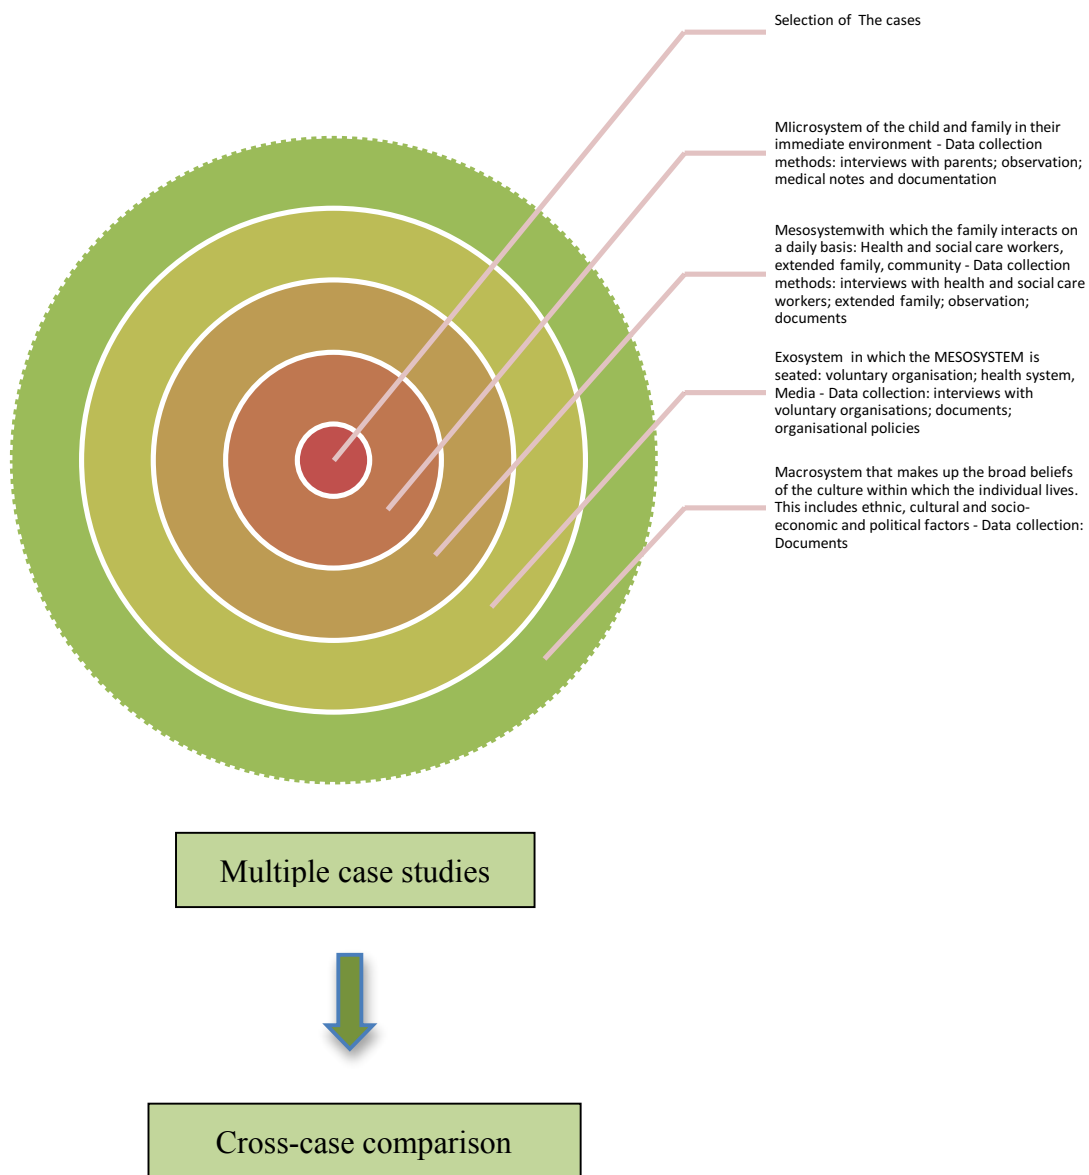 Selection of The cases
MIicrosystem of the child and family in their
immediate environment - Data collection
methods: interviews with parents; observation;
medical notes and documentation
Mesosystemwith which the family interacts on
a daily basis: Health and social care workers,
extended family, community - Data collection
methods: interviews with health and social care
workers; extended family; observation;
documents
Exosystem in which the MESOSYSTEM is
seated: voluntary organisation; health system,
Media - Data collection: interviews with
voluntary organisations; documents;
organisational policies
Macrosystem that makes up the broad beliefs
of the culture within which the individual lives.
This includes ethnic, cultural and socio-
economic and political factors - Data collection:
Documents
Multiple case studies
Cross-case comparison